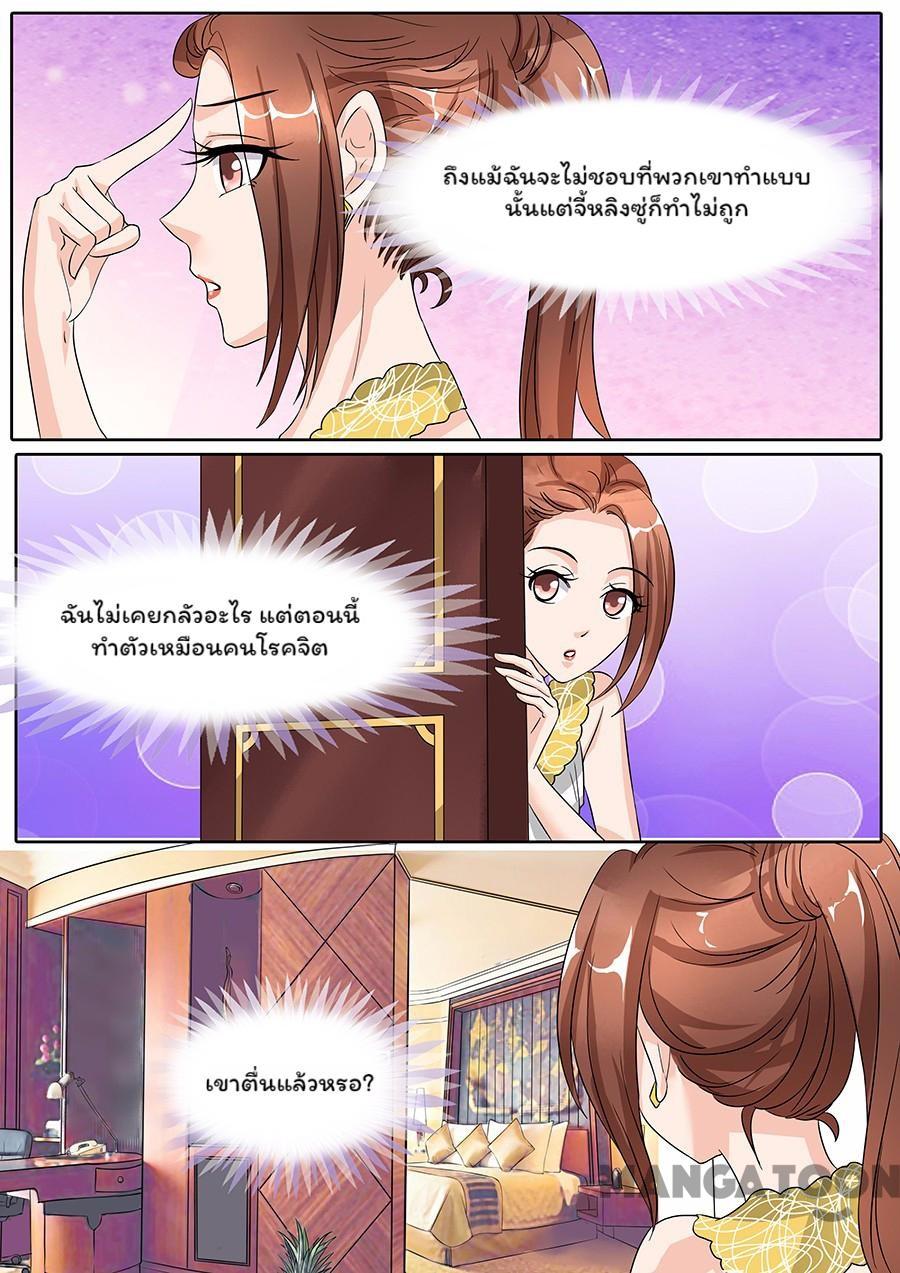 ถึงแม้ฉันจะไม่ชอบที่พวกเขาทำแบบ
นั้นแต่จี้หลิงซู่ก็ทำไม่ถูก
ฉันไม่เคยกลัวอะไร แต่ตอนนี้
ทำตัวเหมือนคนโรคจิต
เขาตื่นแล้วหรอ?
MANGATOON